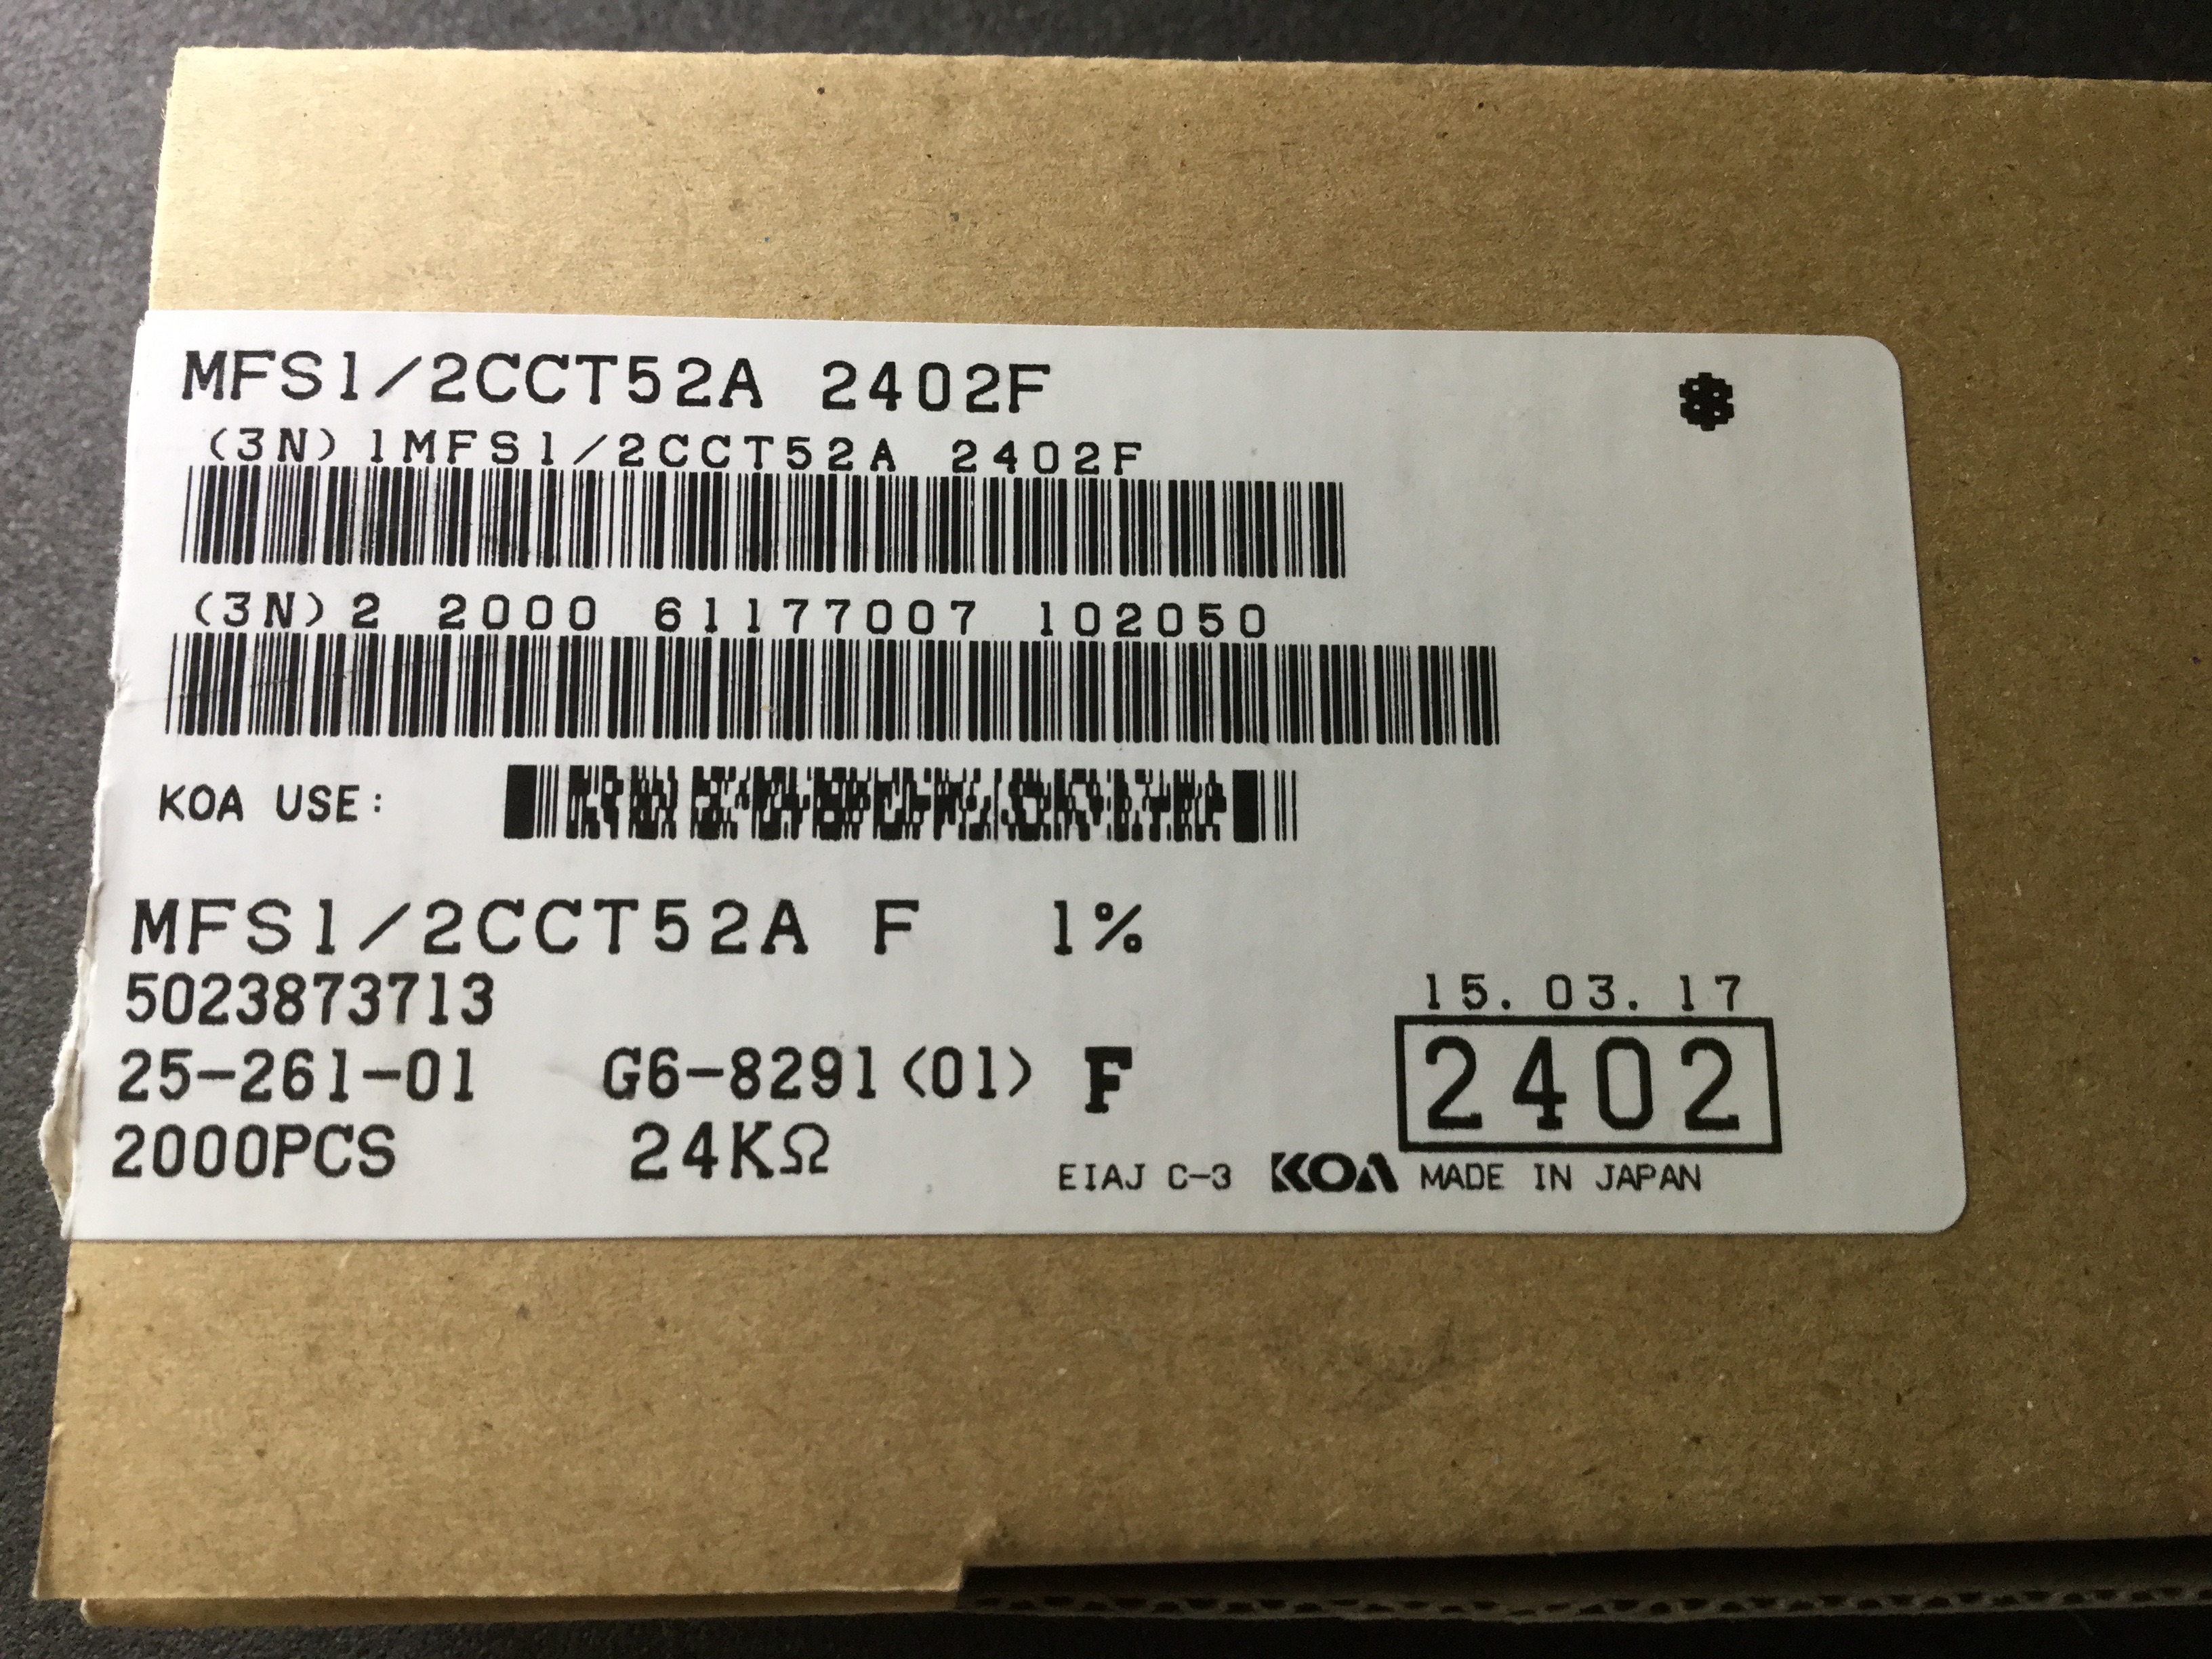 MFS1/2CCT52A 2402F
(3N)1MFS1/2CCT52A 2402F
(3N)2 2000 61177007 102050
KOA USE:
MFS1/2CCT52A F 1%
5023873713
15.03.17
25-261-01 G6-8291(01) F 2402
2000PCS 24KΩ
EIAJ C-3 KOA MADE IN JAPAN